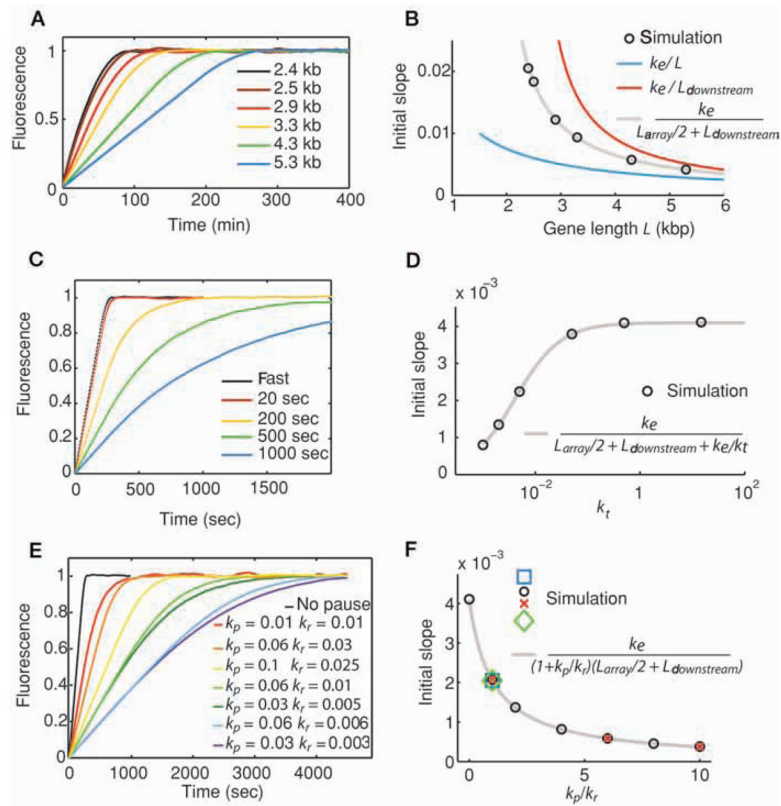 A
Fluorescence
1
0.5
0
0
100
200
300
400
Time (min)
2.4 kb
2.5 kb
2.9 kb
3.3 kb
4.3 kb
5.3 kb
B
Initial slope
0.02
0.01
0
1
2
3
4
5
6
Gene length L (kbp)
Simulation
ke/L
ke/Ldownstream
ke
Larray/2 + Ldownstream
C
Fluorescence
1
0.8
0.6
0.4
0.2
0
0
500
1000
1500
Time (sec)
Fast
20 sec
200 sec
500 sec
1000 sec
D
x 10⁻³
Initial slope
4
3
2
1
0
10⁻²
1
10²
kt
Simulation
ke
Larray/2 + Ldownstream + ke/kt
E
Fluorescence
1
0.8
0.6
0.4
0.2
0
0
1000
2000
3000
4000
Time (sec)
No pause
kp = 0.01 kr = 0.01
kp = 0.06 kr = 0.03
kp = 0.1 kr = 0.025
kp = 0.06 kr = 0.01
kp = 0.03 kr = 0.005
kp = 0.06 kr = 0.006
kp = 0.03 kr = 0.003
F
x 10⁻³
Initial slope
4
3
2
1
0
0
5
10
kp/kr
Simulation
ke
(1+kp/kr)(Larray/2 + Ldownstream)